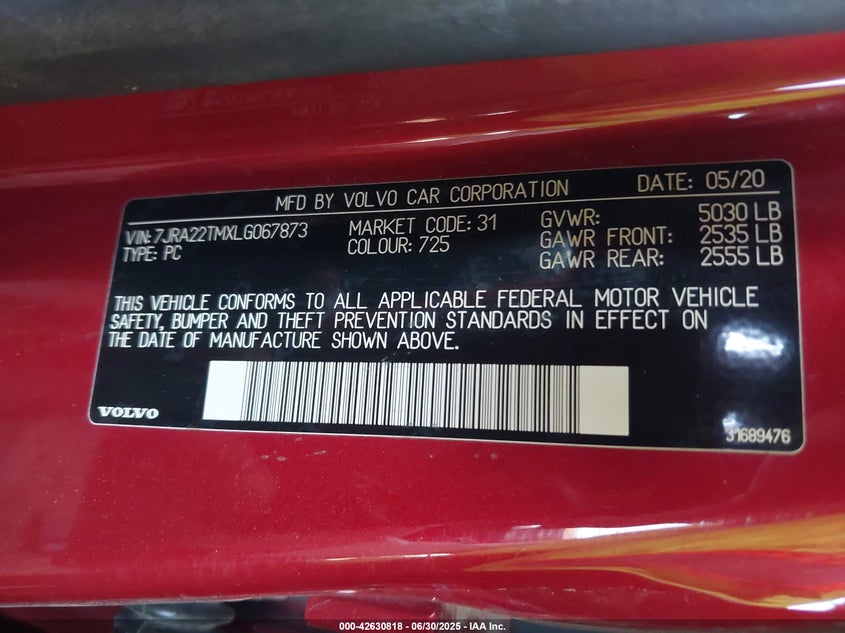 MFD BY VOLVO CAR CORPORATION DATE: 05/20
VIN: 7JRA22TMXLG067873 MARKET CODE: 31 GVWR: 5030 LB
TYPE: PC COLOUR: 725 GAWR FRONT: 2535 LB
GAWR REAR: 2555 LB
THIS VEHICLE CONFORMS TO ALL APPLICABLE FEDERAL MOTOR VEHICLE
SAFETY, BUMPER AND THEFT PREVENTION STANDARDS IN EFFECT ON
THE DATE OF MANUFACTURE SHOWN ABOVE.
VOLVO
31689476
000-42630818 - 06/30/2025 - IAA Inc.